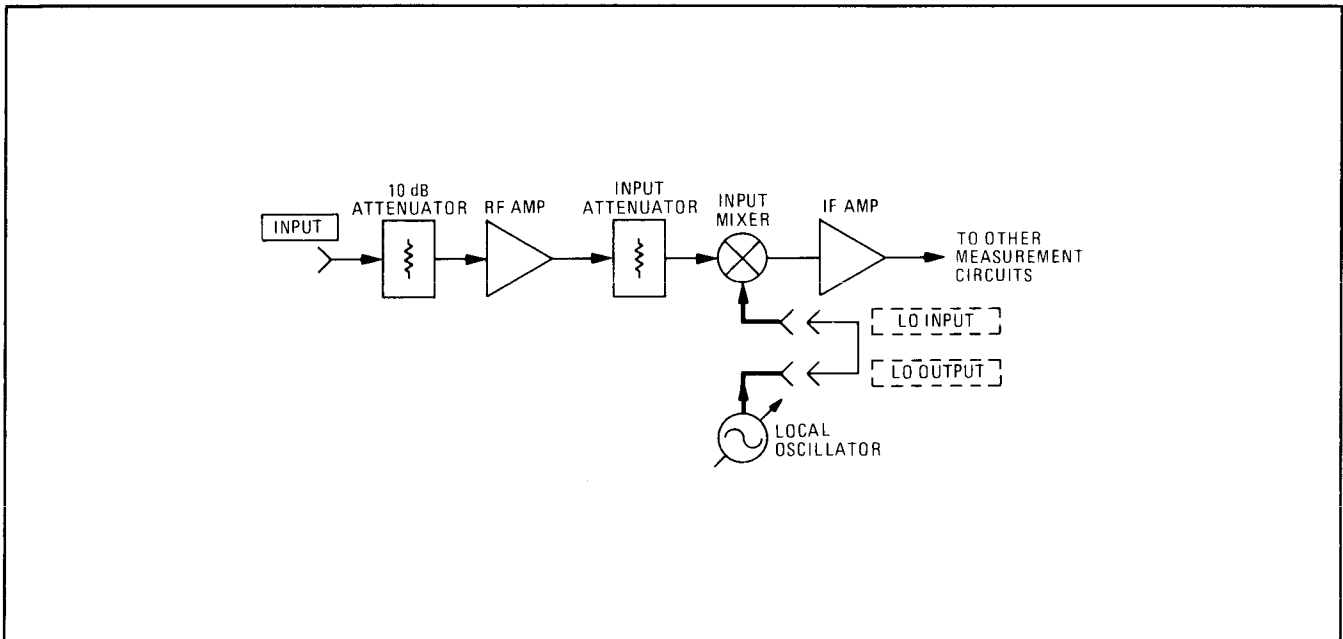 INPUT
10 dB
ATTENUATOR
RF AMP
INPUT
ATTENUATOR
INPUT
MIXER
IF AMP
TO OTHER
MEASUREMENT
CIRCUITS
LO INPUT
LO OUTPUT
LOCAL
OSCILLATOR